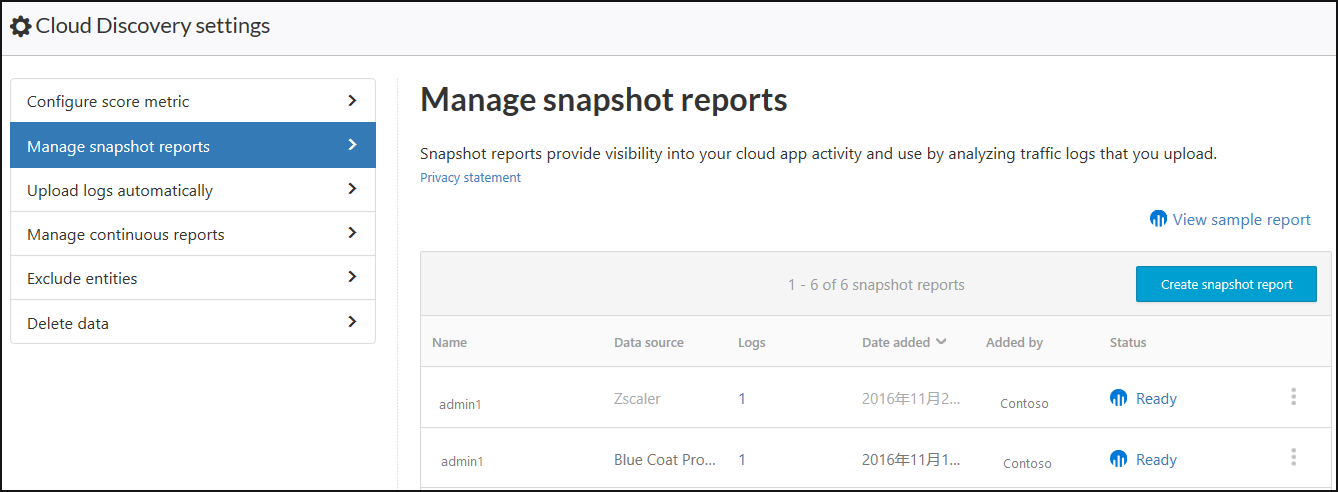 Cloud Discovery settings
Configure score metric
Manage snapshot reports
Upload logs automatically
Manage continuous reports
Exclude entities
Delete data
Manage snapshot reports
Snapshot reports provide visibility into your cloud app activity and use by analyzing traffic logs that you upload.
Privacy statement
View sample report
1 - 6 of 6 snapshot reports Create snapshot report
Name Data source Logs Date added Added by Status
admin1 Zscaler 1 2016年11月2... Contoso Ready
admin1 Blue Coat Pro... 1 2016年11月1... Contoso Ready